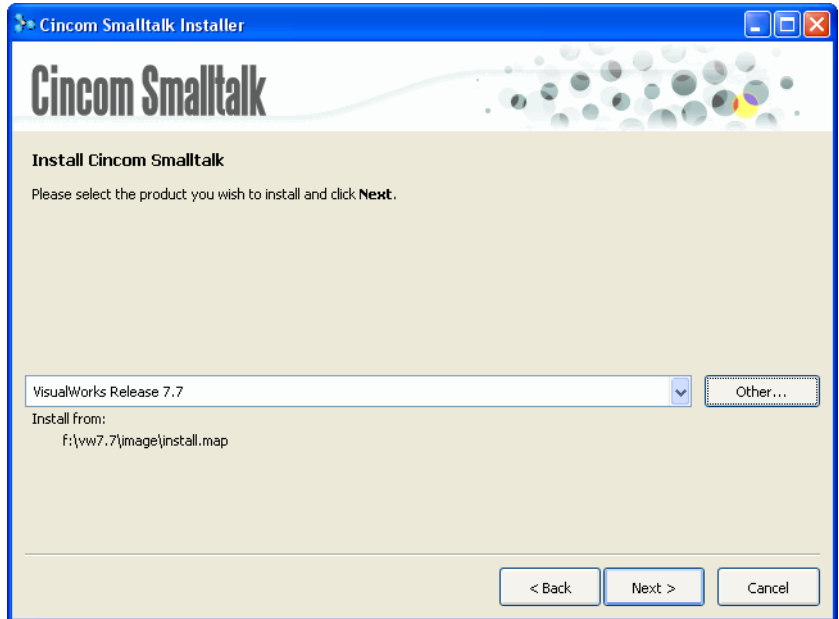 Cincom Smalltalk Installer
Cincom Smalltalk
Install Cincom Smalltalk
Please select the product you wish to install and click Next.
VisualWorks Release 7.7
Other...
Install from:
f:\vw7.7\image\install.map
< Back
Next >
Cancel